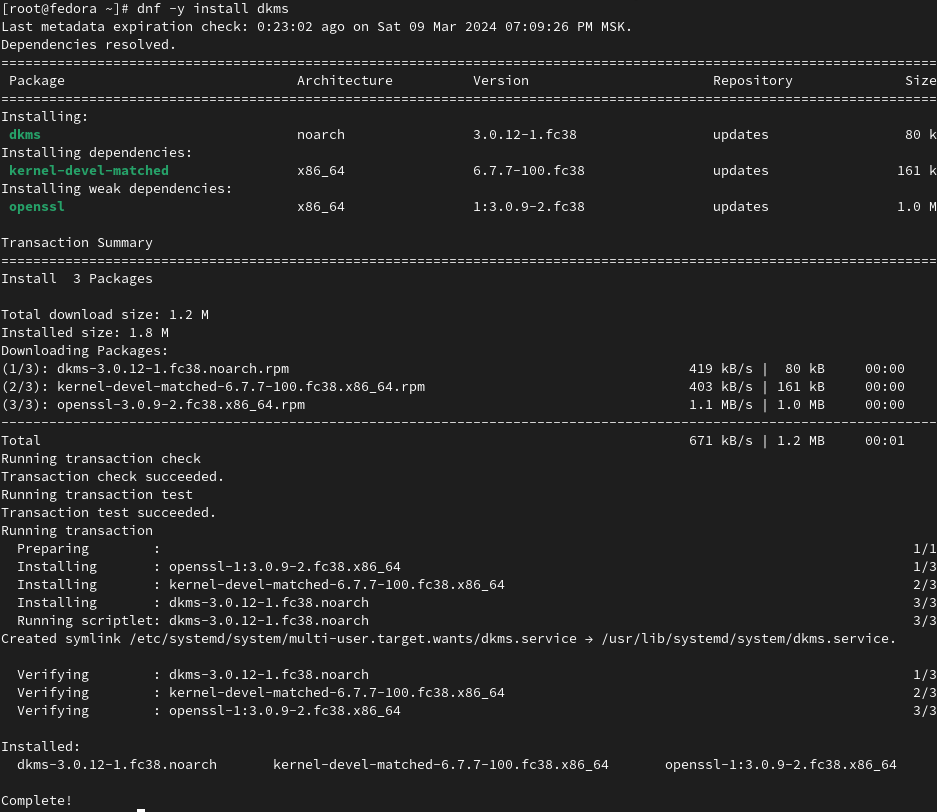 [root@fedora ~]# dnf -y install dkms
Last metadata expiration check: 0:23:02 ago on Sat 09 Mar 2024 07:09:26 PM MSK.
Dependencies resolved.
=====================================================================================================================
 Package                            Architecture          Version                       Repository              Size
=====================================================================================================================
Installing:
 dkms                               noarch                3.0.12-1.fc38                 updates                 80 k
Installing dependencies:
 kernel-devel-matched               x86_64                6.7.7-100.fc38                updates                161 k
Installing weak dependencies:
 openssl                            x86_64                1:3.0.9-2.fc38                updates                1.0 M

Transaction Summary
=====================================================================================================================
Install  3 Packages

Total download size: 1.2 M
Installed size: 1.8 M
Downloading Packages:
(1/3): dkms-3.0.12-1.fc38.noarch.rpm                                                  419 kB/s |  80 kB     00:00
(2/3): kernel-devel-matched-6.7.7-100.fc38.x86_64.rpm                                 403 kB/s | 161 kB     00:00
(3/3): openssl-3.0.9-2.fc38.x86_64.rpm                                                1.1 MB/s | 1.0 MB     00:00
---------------------------------------------------------------------------------------------------------------------
Total                                                                                 671 kB/s | 1.2 MB     00:01
Running transaction check
Transaction check succeeded.
Running transaction test
Transaction test succeeded.
Running transaction
  Preparing        :                                                                                              1/1
  Installing       : openssl-1:3.0.9-2.fc38.x86_64                                                                1/3
  Installing       : kernel-devel-matched-6.7.7-100.fc38.x86_64                                                   2/3
  Installing       : dkms-3.0.12-1.fc38.noarch                                                                    3/3
  Running scriptlet: dkms-3.0.12-1.fc38.noarch                                                                    3/3
Created symlink /etc/systemd/system/multi-user.target.wants/dkms.service → /usr/lib/systemd/system/dkms.service.

  Verifying        : dkms-3.0.12-1.fc38.noarch                                                                    1/3
  Verifying        : kernel-devel-matched-6.7.7-100.fc38.x86_64                                                   2/3
  Verifying        : openssl-1:3.0.9-2.fc38.x86_64                                                                3/3

Installed:
  dkms-3.0.12-1.fc38.noarch       kernel-devel-matched-6.7.7-100.fc38.x86_64       openssl-1:3.0.9-2.fc38.x86_64

Complete!